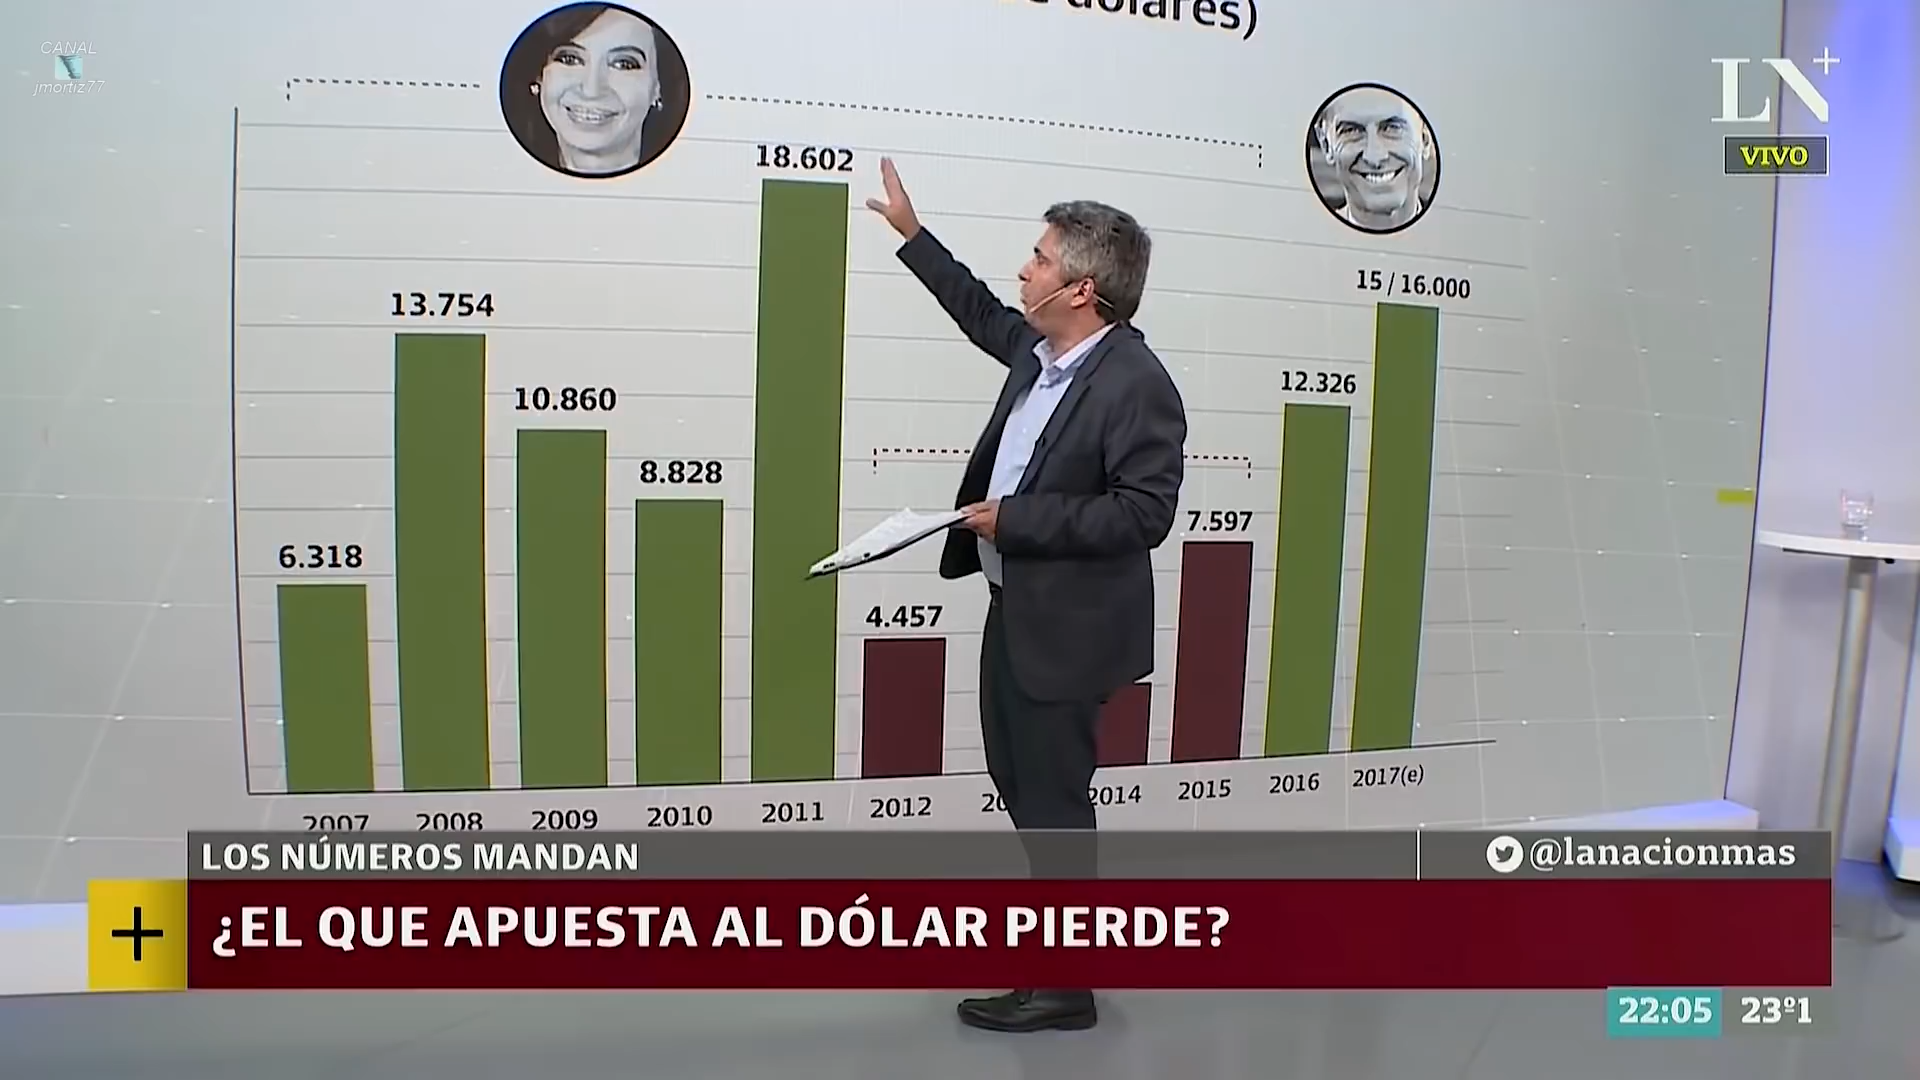 dólares)
CANAL
jmortiz77
LN+
VIVO
18.602
15 / 16.000
13.754
12.326
10.860
8.828
7.597
6.318
4.457
2007 2008 2009 2010 2011 2012 2014 2015 2016 2017(e)
LOS NÚMEROS MANDAN
@lanacionmas
+ ¿EL QUE APUESTA AL DÓLAR PIERDE?
22:05 23º1